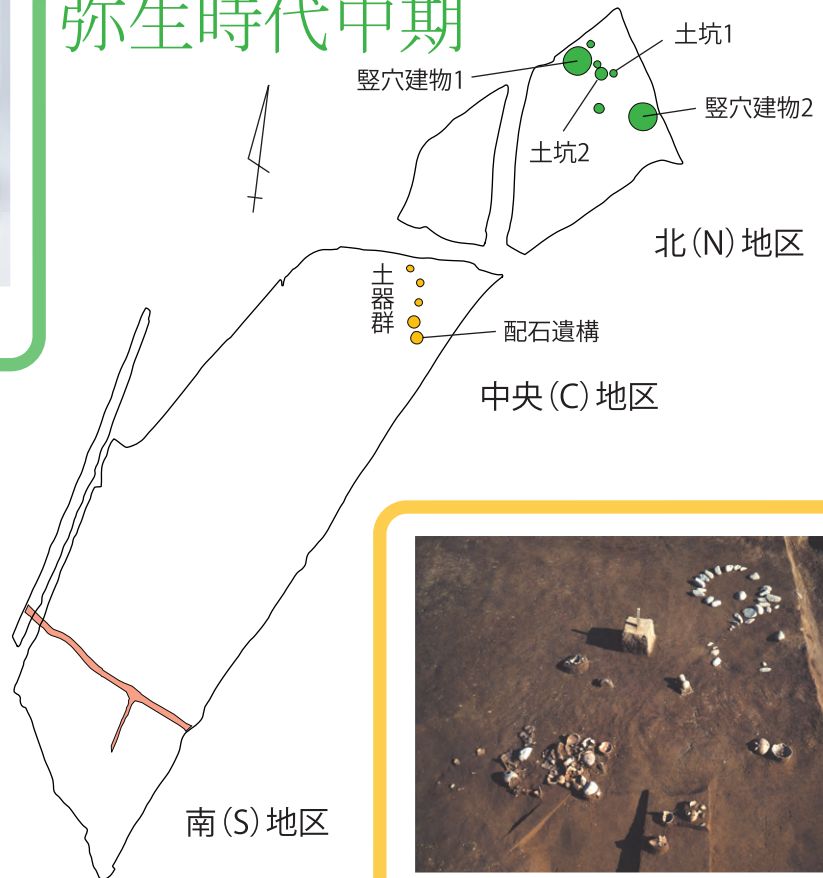 弥生時代中期
土坑1
竪穴建物1
竪穴建物2
土坑2
北(N)地区
土器群
配石遺構
中央(C)地区
南(S)地区